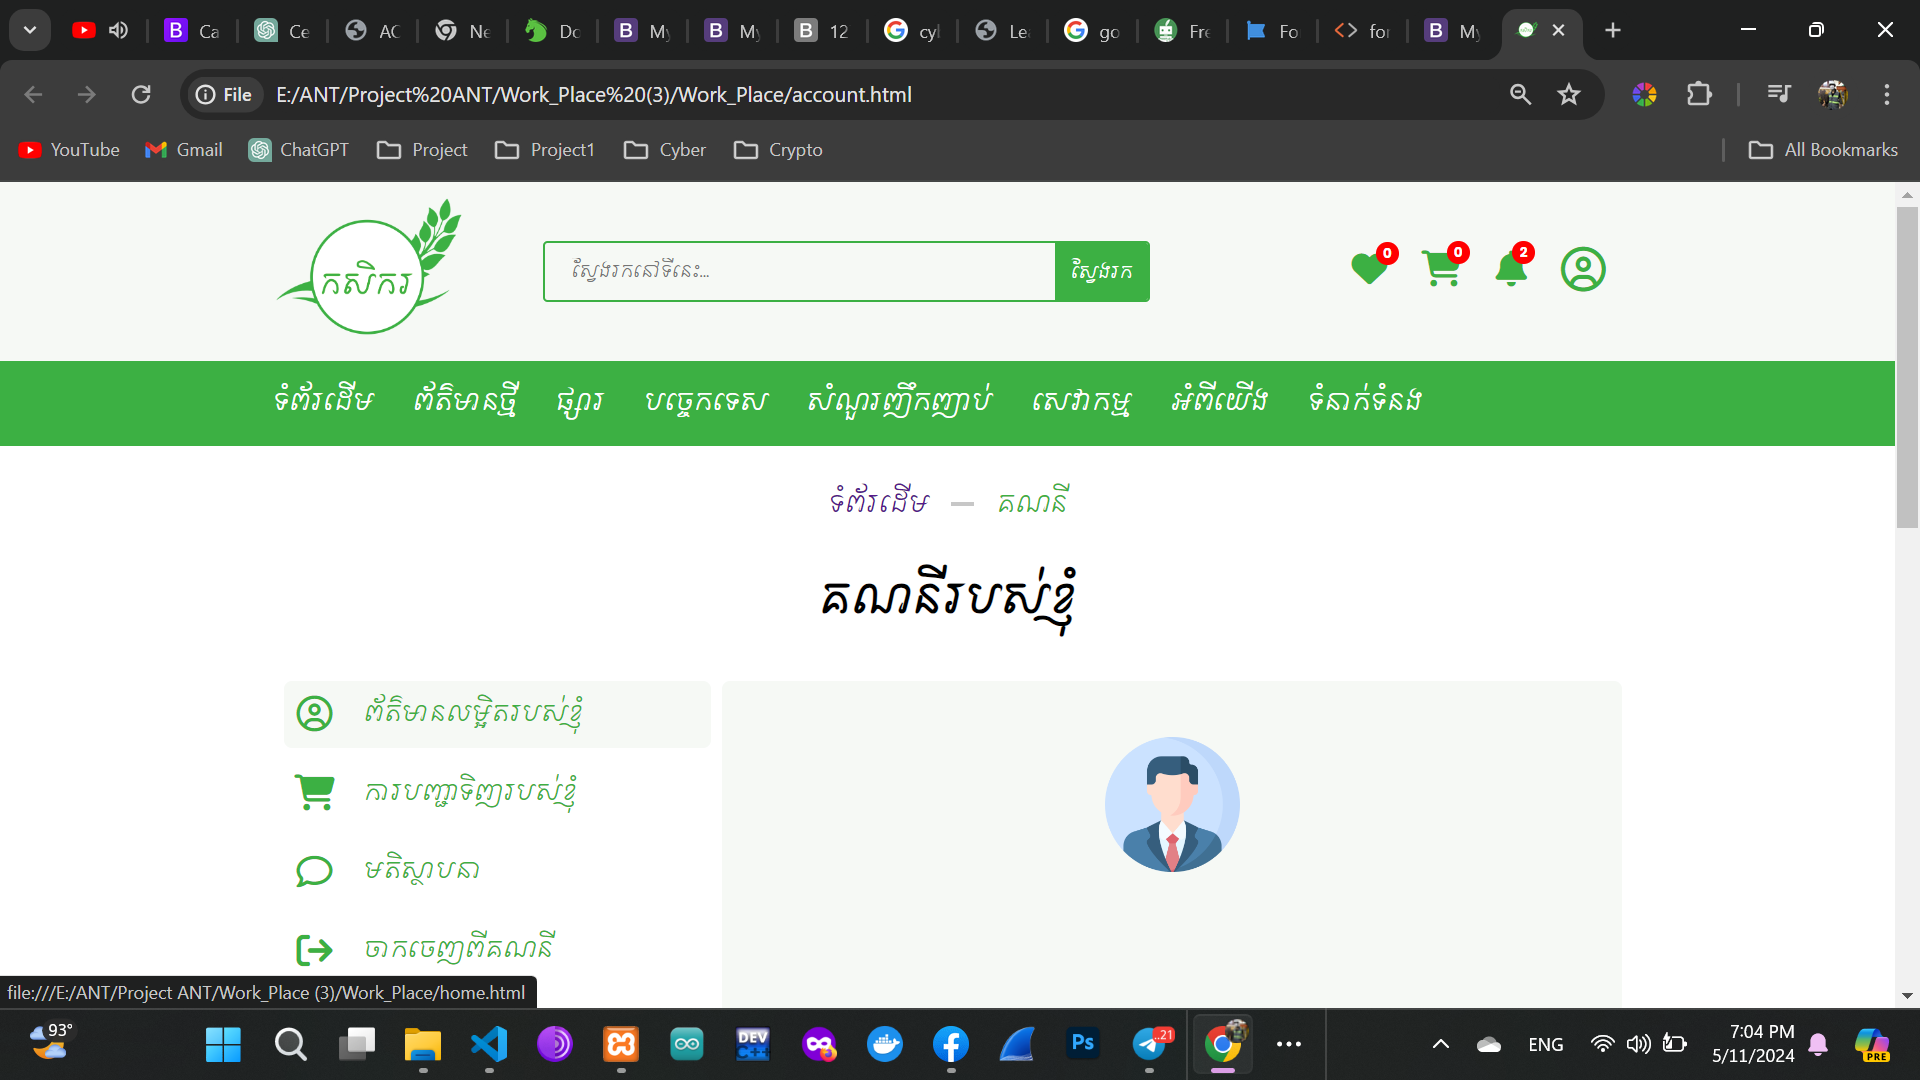 Ca
Ce
AC
Ne
Do
My
My
12
cyl
Lea
go
Fre
Fo
for
My
File E:/ANT/Project%20ANT/Work_Place%20(3)/Work_Place/account.html
YouTube Gmail ChatGPT Project Project1 Cyber Crypto All Bookmarks
កសិករ
ស្វែងរកនៅទីនេះ...
ស្វែងរក
0
0
2
ទំព័រដើម ព័ត៌មានថ្មី ផ្សារ បច្ចេកទេស សំណួរញឹកញាប់ សេវាកម្ម អំពីយើង ទំនាក់ទំនង
ទំព័រដើម — គណនី
គណនីរបស់ខ្ញុំ
ព័ត៌មានលម្អិតរបស់ខ្ញុំ
ការបញ្ជាទិញរបស់ខ្ញុំ
មតិស្ថាបនា
ចាកចេញពីគណនី
file:///E:/ANT/Project ANT/Work_Place (3)/Work_Place/home.html
93°
DEV C++
Ps
..21
ENG
7:04 PM
5/11/2024
PRE